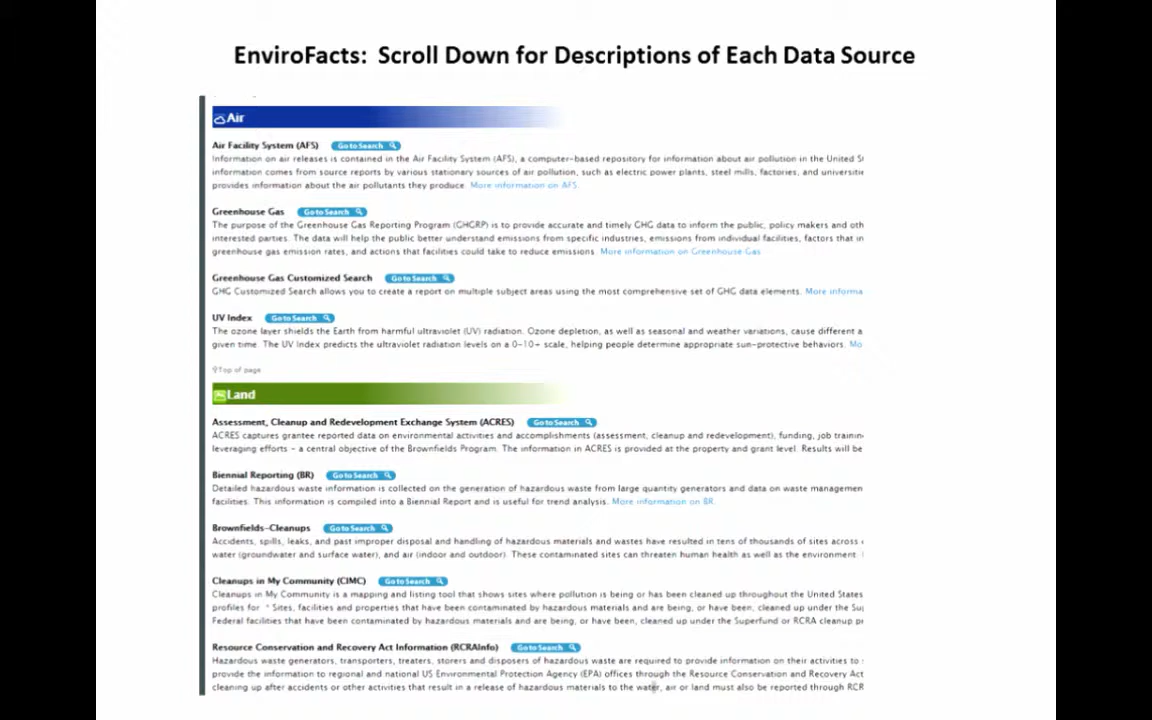 EnviroFacts: Scroll Down for Descriptions of Each Data Source
Air
Air Facility System (AFS) Go to Search
Information on air releases is contained in the Air Facility System (AFS), a computer-based repository for information about air pollution in the United S
information comes from source reports by various stationary sources of air pollution, such as electric power plants, steel mills, factories, and universitie
provides information about the air pollutants they produce. More information on AFS
Greenhouse Gas Go to Search
The purpose of the Greenhouse Gas Reporting Program (GHGRP) is to provide accurate and timely GHG data to inform the public, policy makers and oth
interested parties. The data will help the public better understand emissions from specific industries, emissions from individual facilities, factors that in
greenhouse gas emission rates, and actions that facilities could take to reduce emissions. More information on Greenhouse Gas
Greenhouse Gas Customized Search Go to Search
GHG Customized Search allows you to create a report on multiple subject areas using the most comprehensive set of GHG data elements. More informa
UV Index Go to Search
The ozone layer shields the Earth from harmful ultraviolet (UV) radiation. Ozone depletion, as well as seasonal and weather variations, cause different a
given time. The UV Index predicts the ultraviolet radiation levels on a 0-10+ scale, helping people determine appropriate sun-protective behaviors. Mo
Top of page
Land
Assessment, Cleanup and Redevelopment Exchange System (ACRES) Go to Search
ACRES captures grantee reported data on environmental activities and accomplishments (assessment, cleanup and redevelopment), funding, job trainin
leveraging efforts - a central objective of the Brownfields Program. The information in ACRES is provided at the property and grant level. Results will be
Biennial Reporting (BR) Go to Search
Detailed hazardous waste information is collected on the generation of hazardous waste from large quantity generators and data on waste managemen
facilities. This information is compiled into a Biennial Report and is useful for trend analysis. More information on BR.
Brownfields-Cleanups Go to Search
Accidents, spills, leaks, and past improper disposal and handling of hazardous materials and wastes have resulted in tens of thousands of sites across
water (groundwater and surface water), and air (indoor and outdoor). These contaminated sites can threaten human health as well as the environment.
Cleanups in My Community (CIMC) Go to Search
Cleanups in My Community is a mapping and listing tool that shows sites where pollution is being or has been cleaned up throughout the United States
profiles for: * Sites, facilities and properties that have been contaminated by hazardous materials and are being, or have been, cleaned up under the Su
Federal facilities that have been contaminated by hazardous materials and are being, or have been, cleaned up under the Superfund or RCRA cleanup pr
Resource Conservation and Recovery Act Information (RCRAInfo) Go to Search
Hazardous waste generators, transporters, treaters, storers and disposers of hazardous waste are required to provide information on their activities to
provide the information to regional and national US Environmental Protection Agency (EPA) offices through the Resource Conservation and Recovery Act
cleaning up after accidents or other activities that result in a release of hazardous materials to the water, air or land must also be reported through RCR